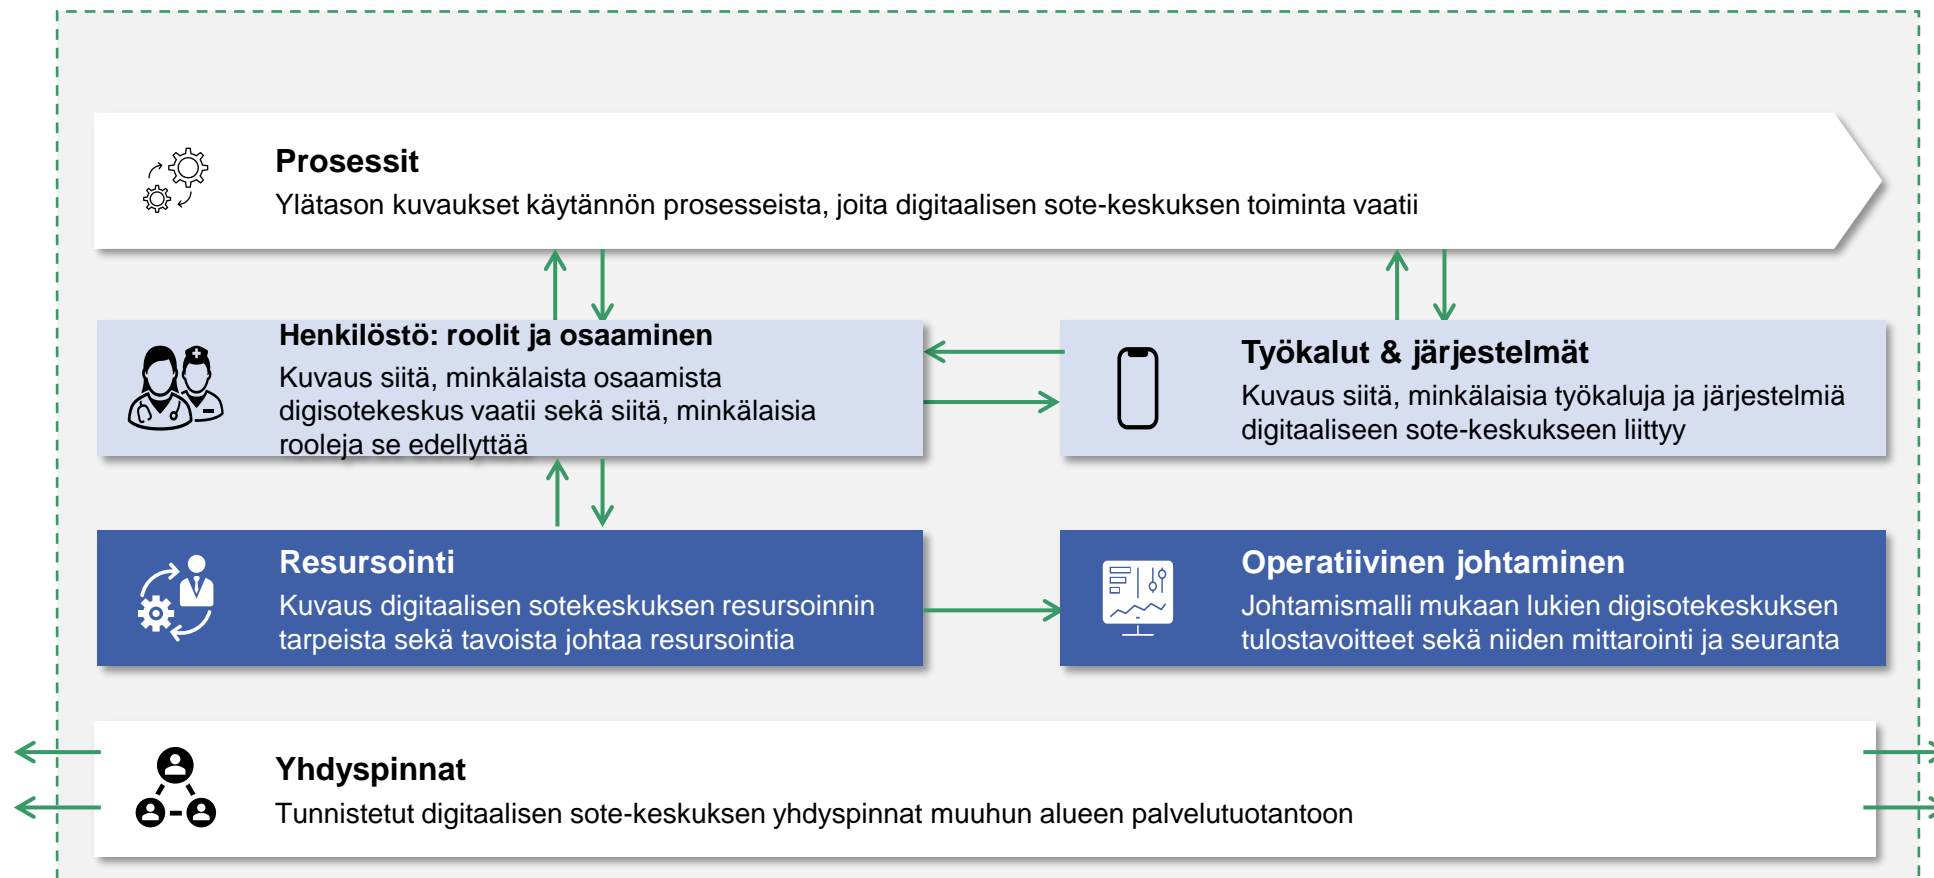 Prosessit
Ylätason kuvaukset käytännön prosesseista, joita digitaalisen sote-keskuksen toiminta vaatii
Henkilöstö: roolit ja osaaminen
Kuvaus siitä, minkälaista osaamista
digisotekeskus vaatii sekä siitä, minkälaisia
rooleja se edellyttää
Työkalut & järjestelmät
Kuvaus siitä, minkälaisia työkaluja ja järjestelmiä
digitaaliseen sote-keskukseen liittyy
Resursointi
Kuvaus digitaalisen sotekeskuksen resursoinnin
tarpeista sekä tavoista johtaa resursointia
Operatiivinen johtaminen
Johtamismalli mukaan lukien digisotekeskuksen
tulostavoitteet sekä niiden mittarointi ja seuranta
Yhdyspinnat
Tunnistetut digitaalisen sote-keskuksen yhdyspinnat muuhun alueen palvelutuotantoon